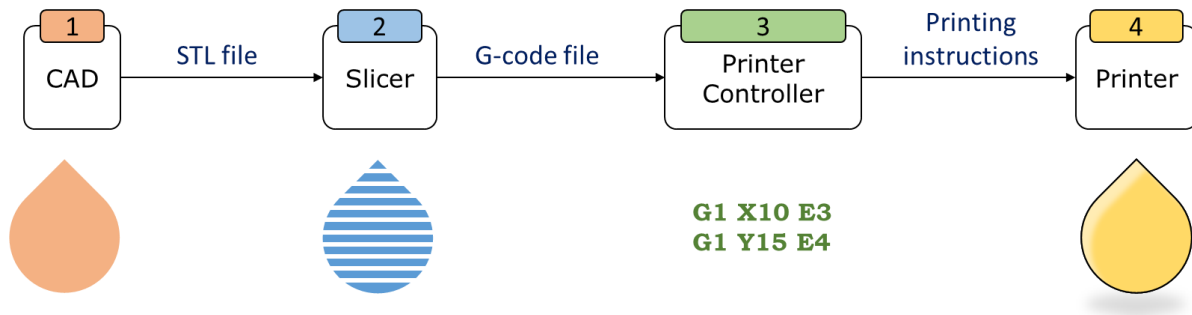 1
CAD
STL file
2
Slicer
G-code file
3
Printer
Controller
Printing
instructions
4
Printer
G1 X10 E3
G1 Y15 E4